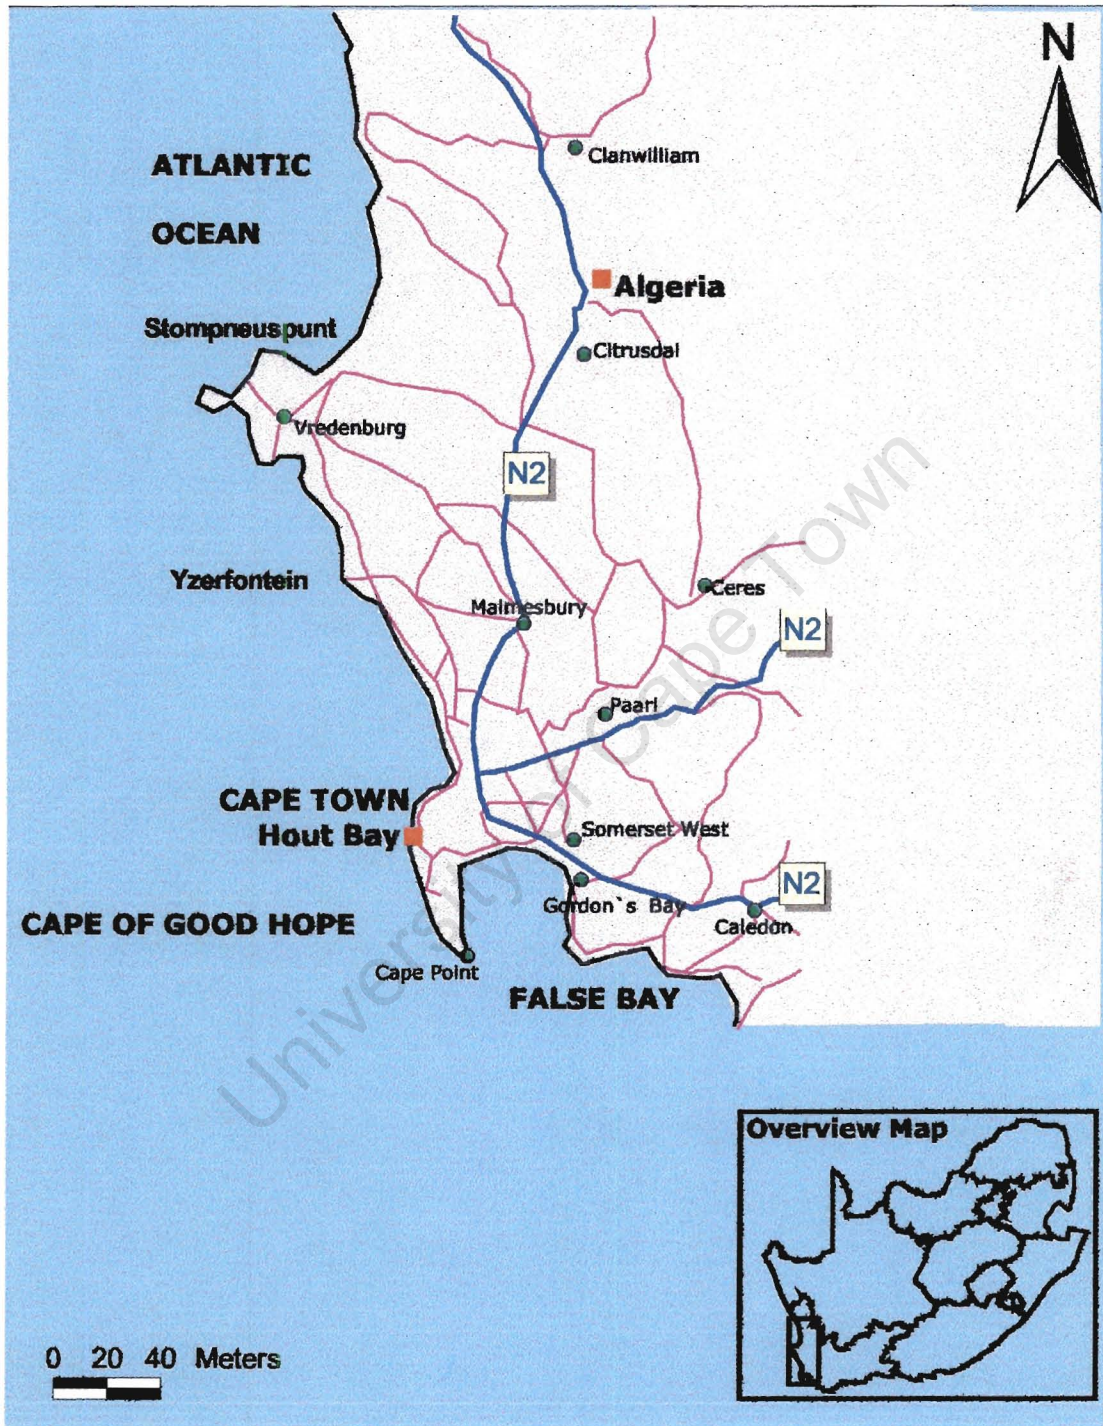 N
Clanwilliam
ATLANTIC
OCEAN
Algeria
Stompneuspunt
Citrusdal
Vredenburg
N2
Yzerfontein
Ceres
Malmesbury
N2
Paarl
CAPE TOWN
Hout Bay
Somerset West
N2
Gordon`s Bay
CAPE OF GOOD HOPE
Caledon
Cape Point
FALSE BAY
University of Cape Town
Overview Map
0 20 40 Meters